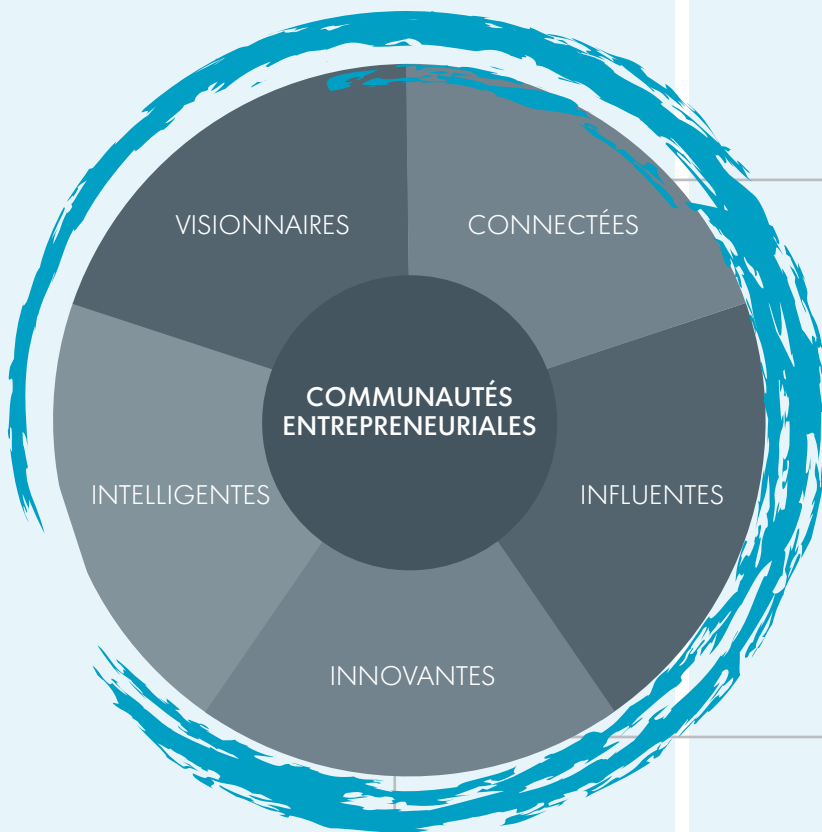 VISIONNAIRES
CONNECTÉES
COMMUNAUTÉS
ENTREPRENEURIALES
INTELLIGENTES
INFLUENTES
INNOVANTES